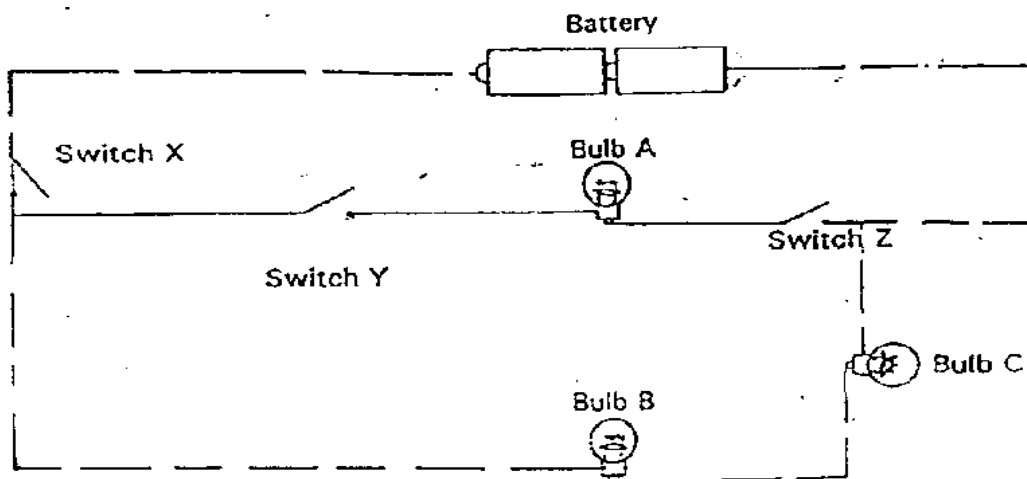 Battery
Switch X
Bulb A
Switch Z
Switch Y
Bulb C
Bulb B